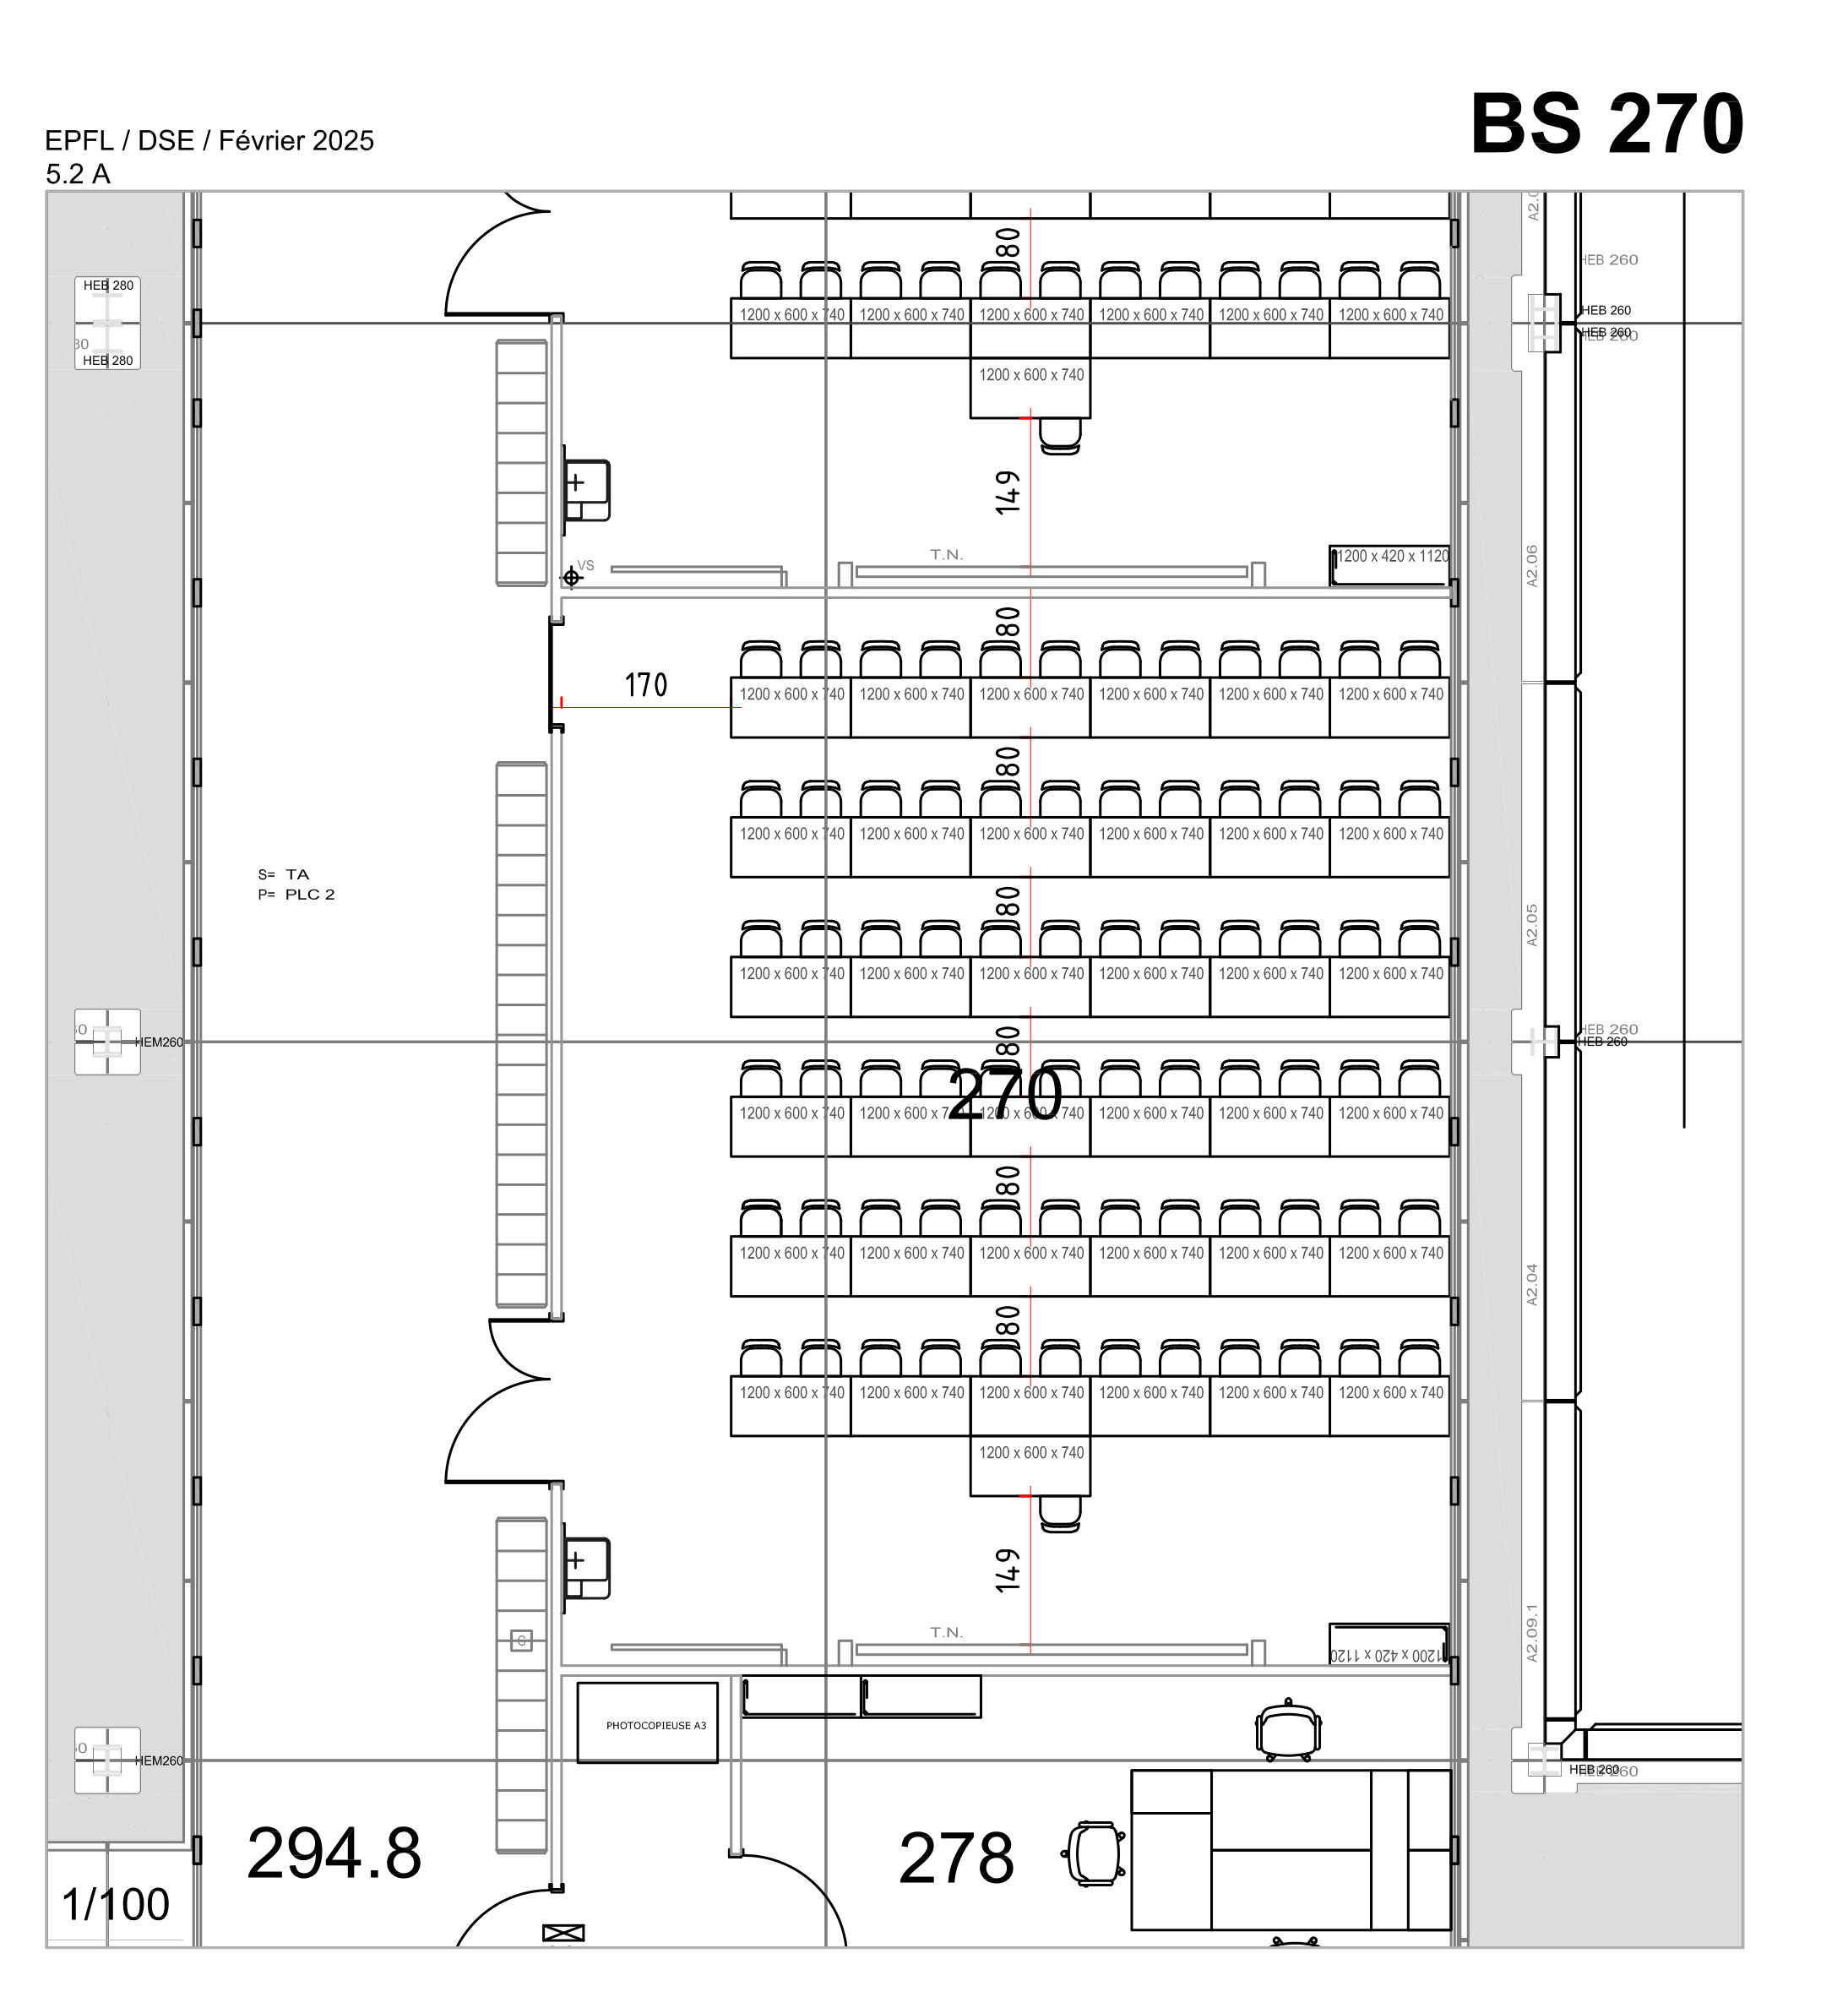 BS 270
EPFL / DSE / Février 2025
5.2 A
HEB 280
HEB 280
80
1200 x 600 x 740 1200 x 600 x 740 1200 x 600 x 740 1200 x 600 x 740 1200 x 600 x 740 1200 x 600 x 740
1200 x 600 x 740
HEB 260
HEB 260
HEB 260
HEB 260
149
VS
T.N.
1200 x 420 x 1120
A2.06
80
170
1200 x 600 x 740 1200 x 600 x 740 1200 x 600 x 740 1200 x 600 x 740 1200 x 600 x 740 1200 x 600 x 740
80
1200 x 600 x 740 1200 x 600 x 740 1200 x 600 x 740 1200 x 600 x 740 1200 x 600 x 740 1200 x 600 x 740
S= TA
P= PLC 2
80
A2.05
1200 x 600 x 740 1200 x 600 x 740 1200 x 600 x 740 1200 x 600 x 740 1200 x 600 x 740 1200 x 600 x 740
HEM260
80
HEB 260
HEB 260
270
1200 x 600 x 740 1200 x 600 x 740 1200 x 600 x 740 1200 x 600 x 740 1200 x 600 x 740 1200 x 600 x 740
80
1200 x 600 x 740 1200 x 600 x 740 1200 x 600 x 740 1200 x 600 x 740 1200 x 600 x 740 1200 x 600 x 740
A2.04
80
1200 x 600 x 740 1200 x 600 x 740 1200 x 600 x 740 1200 x 600 x 740 1200 x 600 x 740 1200 x 600 x 740
1200 x 600 x 740
149
T.N.
1200 x 420 x 1120
A2.09.1
PHOTOCOPIEUSE A3
HEM260
HEB 260
HEB 260
294.8
278
1/100